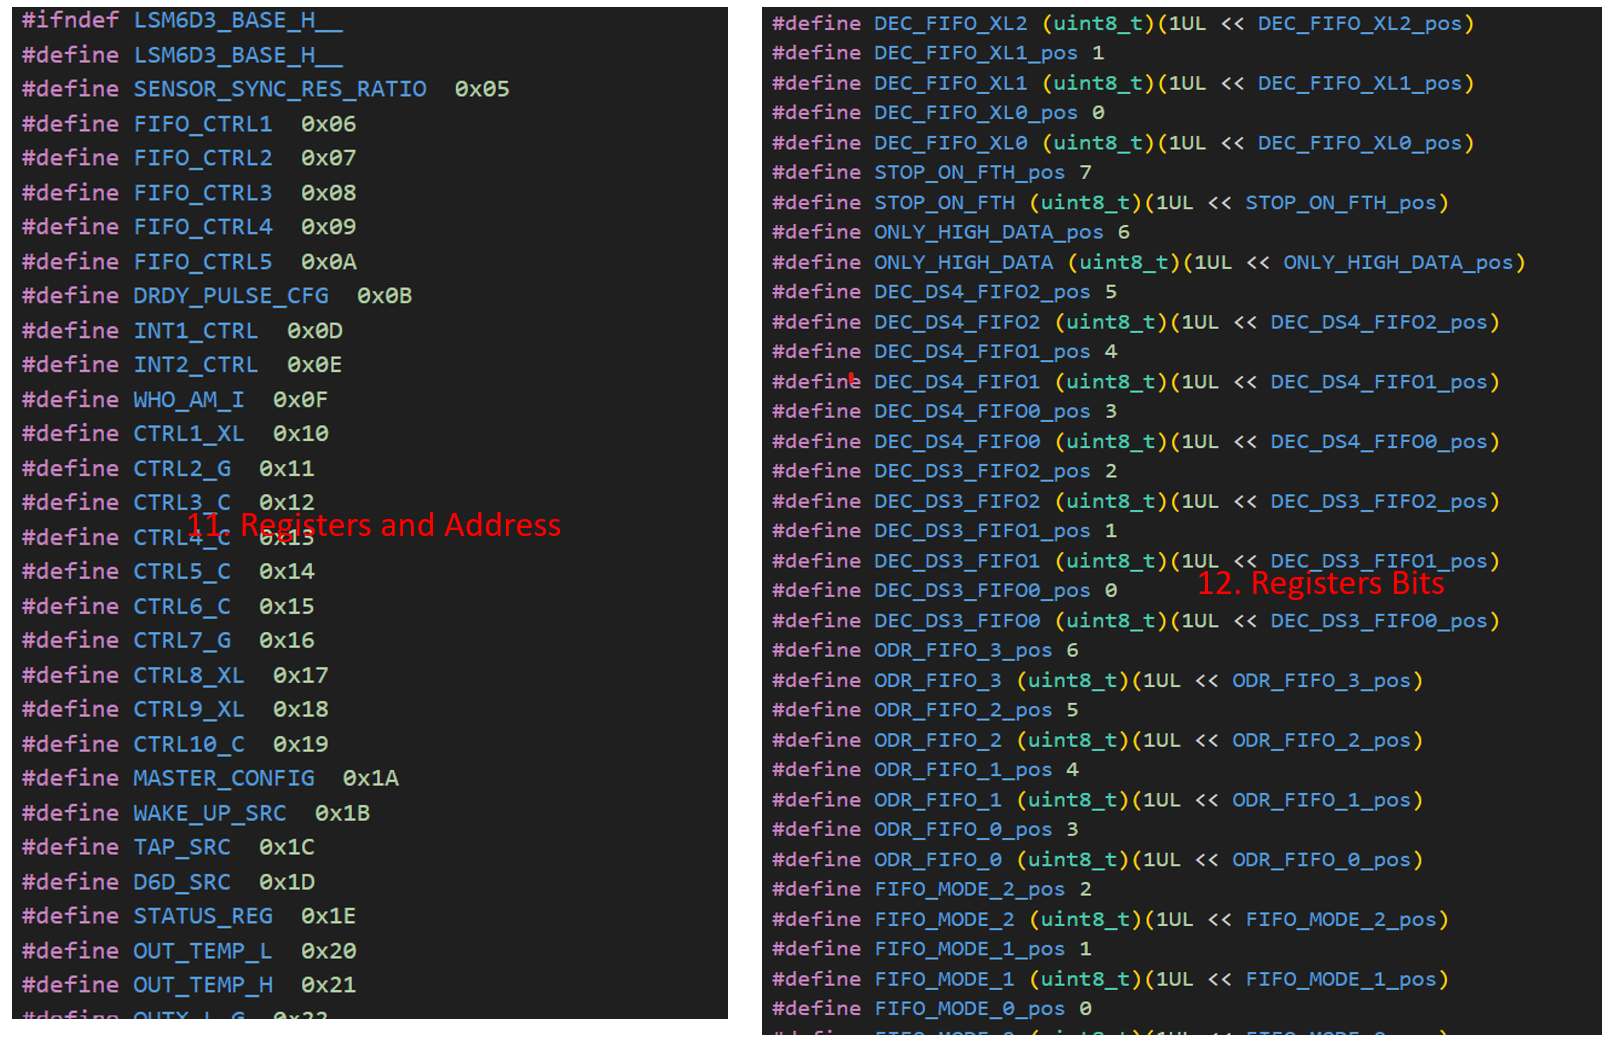 #ifndef LSM6D3_BASE_H__
#define LSM6D3_BASE_H__
#define SENSOR_SYNC_RES_RATIO 0x05
#define FIFO_CTRL1 0x06
#define FIFO_CTRL2 0x07
#define FIFO_CTRL3 0x08
#define FIFO_CTRL4 0x09
#define FIFO_CTRL5 0x0A
#define DRDY_PULSE_CFG 0x0B
#define INT1_CTRL 0x0D
#define INT2_CTRL 0x0E
#define WHO_AM_I 0x0F
#define CTRL1_XL 0x10
#define CTRL2_G 0x11
#define CTRL3_C 0x12
11. Registers and Address
#define CTRL4_C 0x13
#define CTRL5_C 0x14
#define CTRL6_C 0x15
#define CTRL7_G 0x16
#define CTRL8_XL 0x17
#define CTRL9_XL 0x18
#define CTRL10_C 0x19
#define MASTER_CONFIG 0x1A
#define WAKE_UP_SRC 0x1B
#define TAP_SRC 0x1C
#define D6D_SRC 0x1D
#define STATUS_REG 0x1E
#define OUT_TEMP_L 0x20
#define OUT_TEMP_H 0x21
#define OUTX_L_G 0x22
#define DEC_FIFO_XL2 (uint8_t)(1UL << DEC_FIFO_XL2_pos)
#define DEC_FIFO_XL1_pos 1
#define DEC_FIFO_XL1 (uint8_t)(1UL << DEC_FIFO_XL1_pos)
#define DEC_FIFO_XL0_pos 0
#define DEC_FIFO_XL0 (uint8_t)(1UL << DEC_FIFO_XL0_pos)
#define STOP_ON_FTH_pos 7
#define STOP_ON_FTH (uint8_t)(1UL << STOP_ON_FTH_pos)
#define ONLY_HIGH_DATA_pos 6
#define ONLY_HIGH_DATA (uint8_t)(1UL << ONLY_HIGH_DATA_pos)
#define DEC_DS4_FIFO2_pos 5
#define DEC_DS4_FIFO2 (uint8_t)(1UL << DEC_DS4_FIFO2_pos)
#define DEC_DS4_FIFO1_pos 4
#define DEC_DS4_FIFO1 (uint8_t)(1UL << DEC_DS4_FIFO1_pos)
#define DEC_DS4_FIFO0_pos 3
#define DEC_DS4_FIFO0 (uint8_t)(1UL << DEC_DS4_FIFO0_pos)
#define DEC_DS3_FIFO2_pos 2
#define DEC_DS3_FIFO2 (uint8_t)(1UL << DEC_DS3_FIFO2_pos)
#define DEC_DS3_FIFO1_pos 1
#define DEC_DS3_FIFO1 (uint8_t)(1UL << DEC_DS3_FIFO1_pos)
12. Registers Bits
#define DEC_DS3_FIFO0_pos 0
#define DEC_DS3_FIFO0 (uint8_t)(1UL << DEC_DS3_FIFO0_pos)
#define ODR_FIFO_3_pos 6
#define ODR_FIFO_3 (uint8_t)(1UL << ODR_FIFO_3_pos)
#define ODR_FIFO_2_pos 5
#define ODR_FIFO_2 (uint8_t)(1UL << ODR_FIFO_2_pos)
#define ODR_FIFO_1_pos 4
#define ODR_FIFO_1 (uint8_t)(1UL << ODR_FIFO_1_pos)
#define ODR_FIFO_0_pos 3
#define ODR_FIFO_0 (uint8_t)(1UL << ODR_FIFO_0_pos)
#define FIFO_MODE_2_pos 2
#define FIFO_MODE_2 (uint8_t)(1UL << FIFO_MODE_2_pos)
#define FIFO_MODE_1_pos 1
#define FIFO_MODE_1 (uint8_t)(1UL << FIFO_MODE_1_pos)
#define FIFO_MODE_0_pos 0